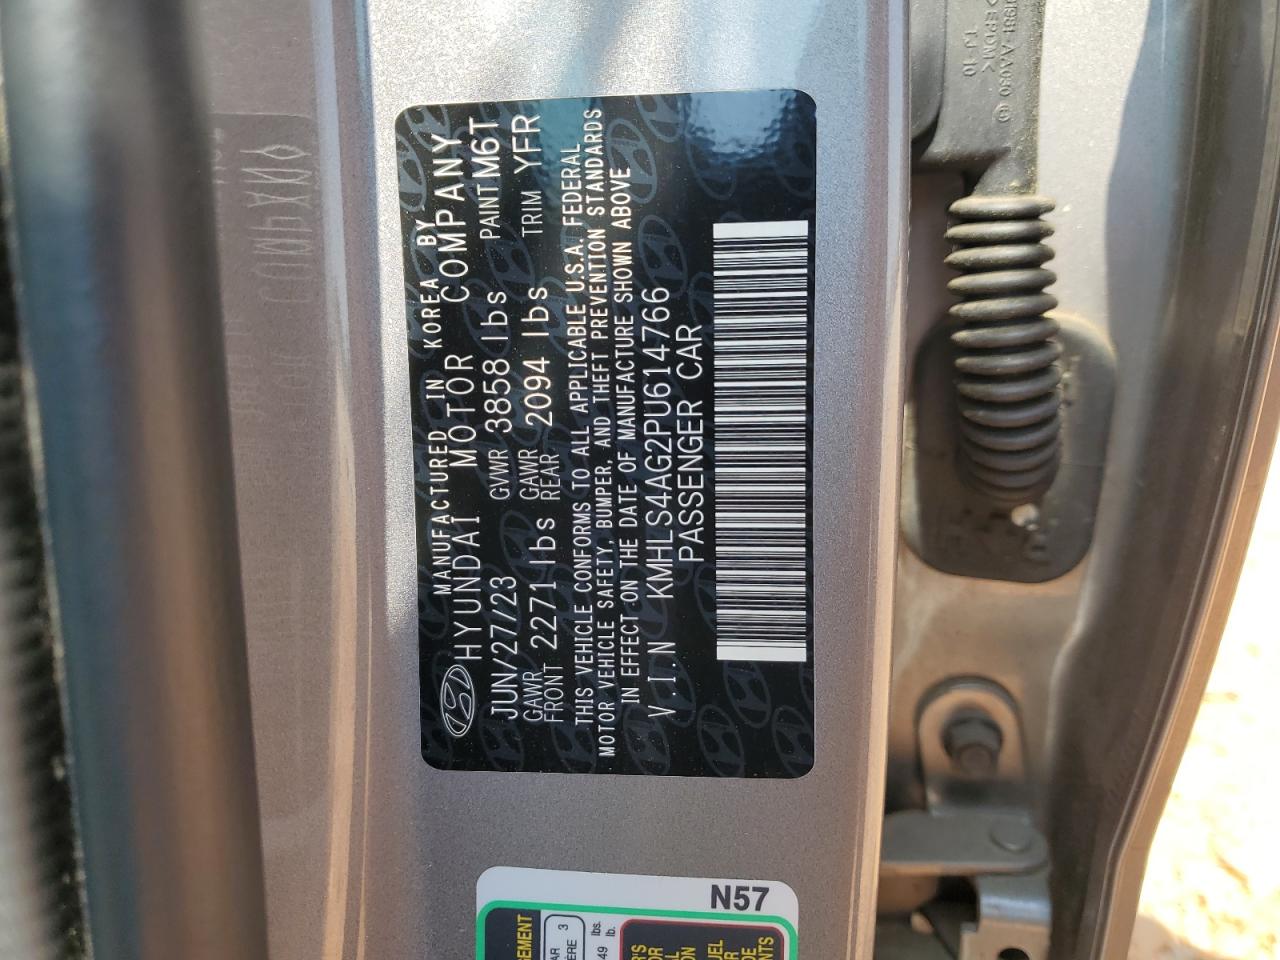 MANUFACTURED IN KOREA BY
HYUNDAI MOTOR COMPANY
JUN/27/23 GVWR 3858 lbs PAINT M6T
GAWR FRONT 2271 lbs GAWR REAR 2094 lbs TRIM YFR
THIS VEHICLE CONFORMS TO ALL APPLICABLE U.S.A. FEDERAL
MOTOR VEHICLE SAFETY, BUMPER, AND THEFT PREVENTION STANDARDS
IN EFFECT ON THE DATE OF MANUFACTURE SHOWN ABOVE
V.I.N KMHLS4AG2PU614766
PASSENGER CAR
N57
TJ-10